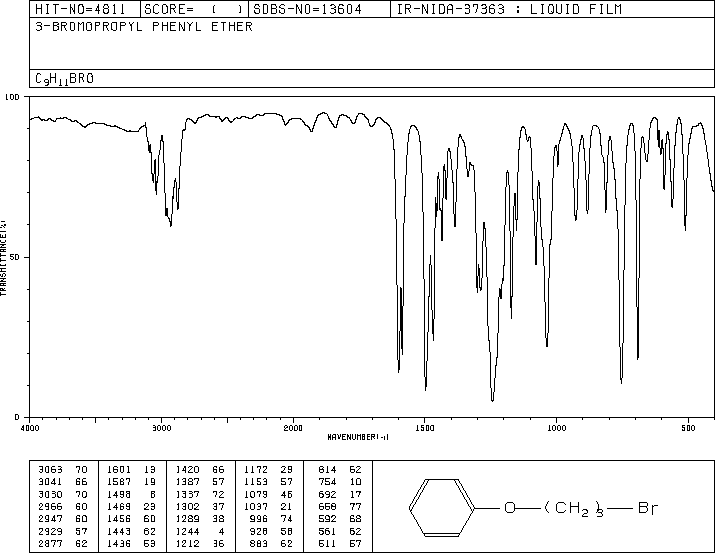 HIT-NO=4811 SCORE= ( ) SDBS-NO=13604 IR-NIDA-37363 : LIQUID FILM
3-BROMOPROPYL PHENYL ETHER
C9H11BRO
100
50
0
TRANSMITTANCE(%)
4000 3000 2000 1500 1000 500
WAVENUMBER(-1)
3063 70 1601 13 1420 66 1172 29 814 62
3041 66 1587 19 1387 57 1153 57 754 10
3030 70 1498 8 1337 72 1079 46 692 17
2966 60 1469 23 1302 37 1037 21 658 77
2947 60 1456 60 1289 38 996 74 592 68
2929 57 1443 62 1244 4 928 58 561 62
2877 62 1436 53 1212 36 883 62 511 57
O (CH2)3 Br